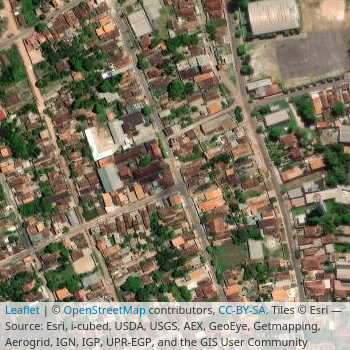 Leaflet | © OpenStreetMap contributors, CC-BY-SA, Tiles © Esri —
Source: Esri, i-cubed, USDA, USGS, AEX, GeoEye, Getmapping,
Aerogrid, IGN, IGP, UPR-EGP, and the GIS User Community